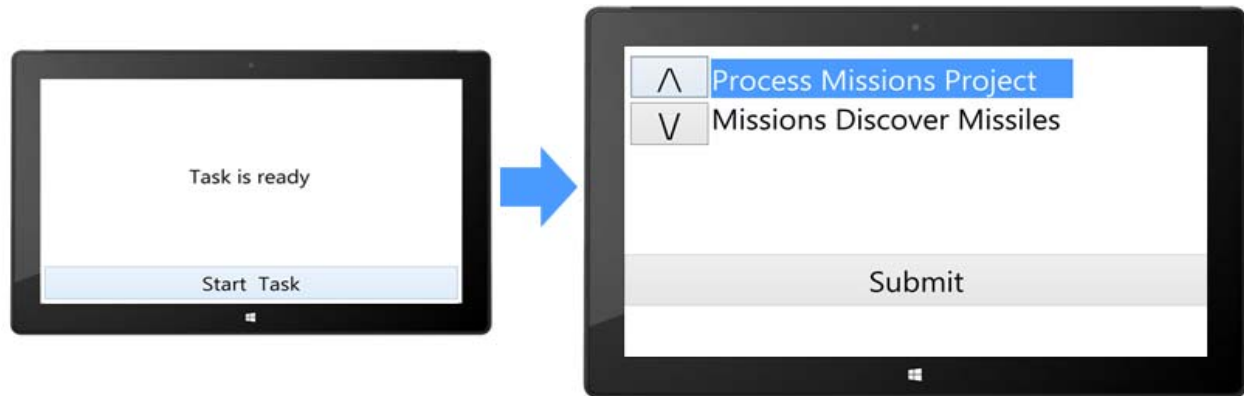 Task is ready
Start Task
Process Missions Project
Missions Discover Missiles
Submit